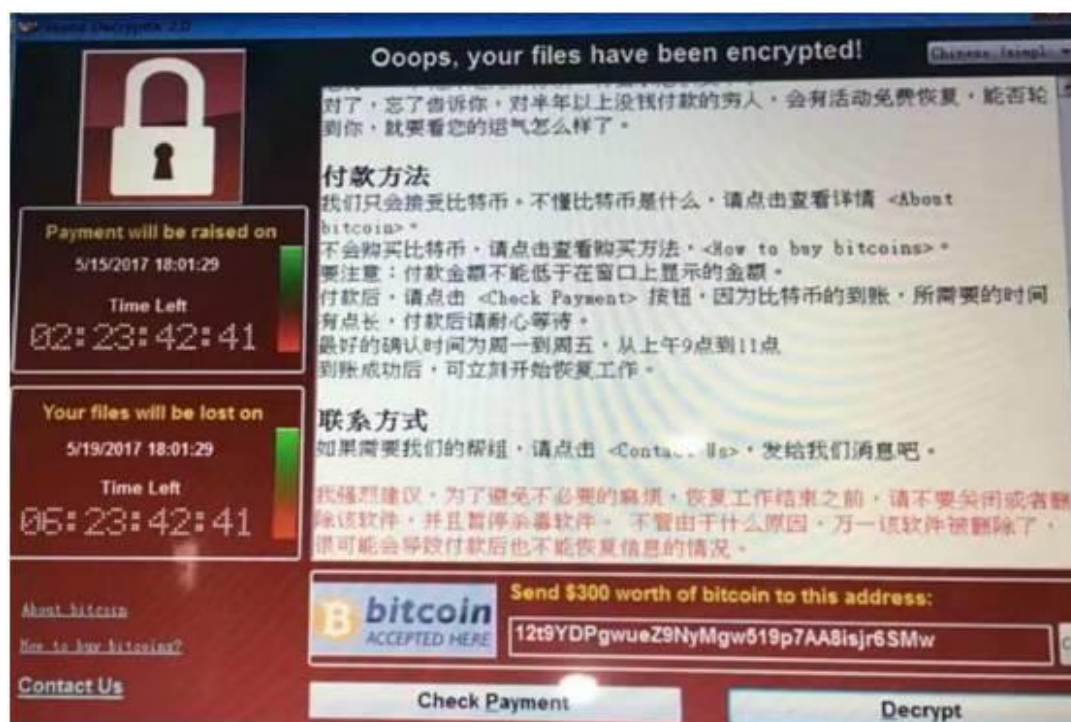 Wana Decrypt0r 2.0
Ooops, your files have been encrypted!
Chinese (simpl
对了，忘了告诉你，对半年以上没钱付款的穷人，会有活动免费恢复，能否轮
到你，就要看您的运气怎么样了。
付款方法
我们只会接受比特币。不懂比特币是什么，请点击查看详情 <About
bitcoin>。
不会购买比特币，请点击查看购买方法，<How to buy bitcoins>。
要注意：付款金额不能低于在窗口上显示的金额。
付款后，请点击 <Check Payment> 按钮，因为比特币的到账，所需要的时间
有点长，付款后请耐心等待。
最好的确认时间为周一到周五，从上午9点到11点
到账成功后，可立刻开始恢复工作。
联系方式
如果需要我们的帮组，请点击 <Contact Us>，发给我们消息吧。
我强烈建议，为了避免不必要的麻烦，恢复工作结束之前，请不要关闭或者删
除该软件，并且暂停杀毒软件。 不管由于什么原因，万一该软件被删除了，
很可能会导致付款后也不能恢复信息的情况。
Payment will be raised on
5/15/2017 18:01:29
Time Left
02:23:42:41
Your files will be lost on
5/19/2017 18:01:29
Time Left
06:23:42:41
About bitcoin
How to buy bitcoins?
Contact Us
bitcoin
ACCEPTED HERE
Send $300 worth of bitcoin to this address:
12t9YDPgwueZ9NyMgw519p7AA8isjr6SMw
C
Check Payment
Decrypt